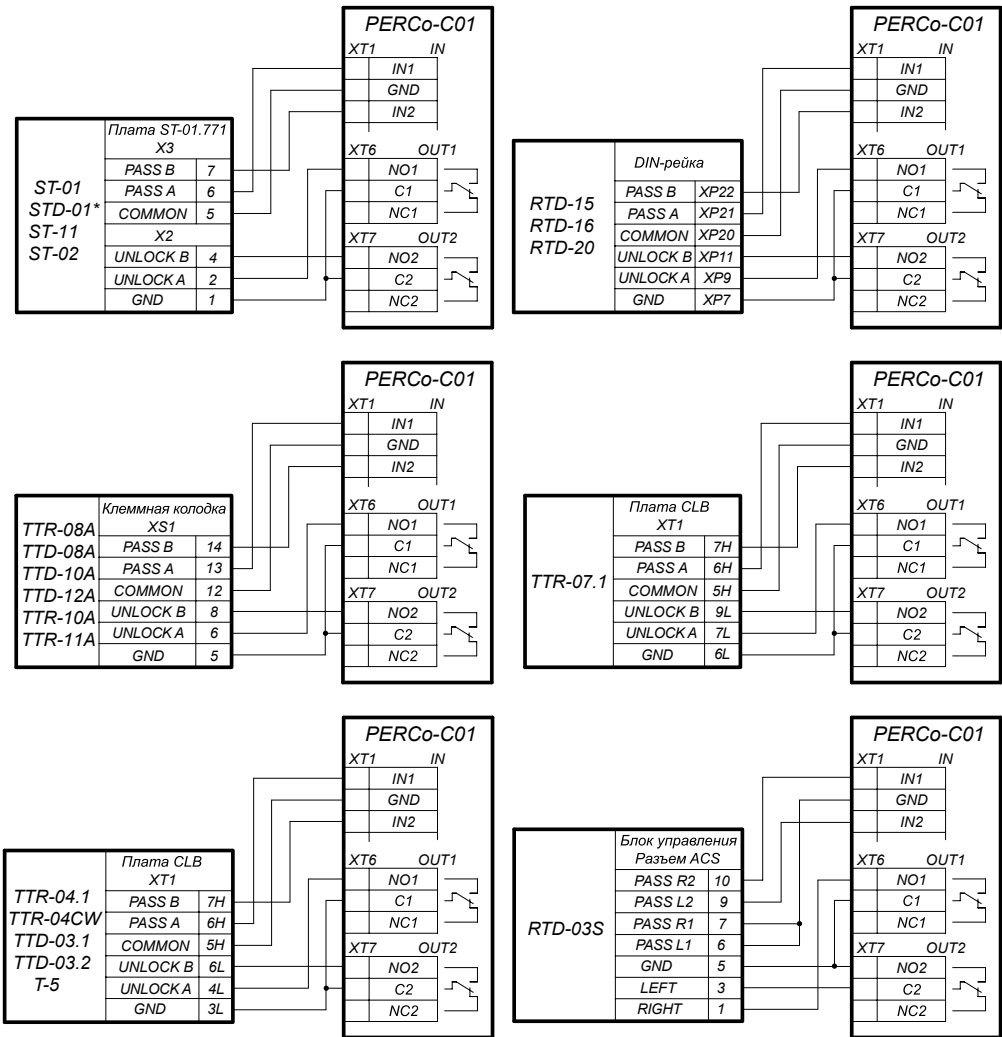 PERCo-C01
XT1 IN
IN1
GND
IN2
XT6 OUT1
NO1
C1
NC1
XT7 OUT2
NO2
C2
NC2
ST-01
STD-01*
ST-11
ST-02
Плата ST-01.771
X3
PASS B 7
PASS A 6
COMMON 5
X2
UNLOCK B 4
UNLOCK A 2
GND 1
PERCo-C01
XT1 IN
IN1
GND
IN2
XT6 OUT1
NO1
C1
NC1
XT7 OUT2
NO2
C2
NC2
RTD-15
RTD-16
RTD-20
DIN-рейка
PASS B XP22
PASS A XP21
COMMON XP20
UNLOCK B XP11
UNLOCK A XP9
GND XP7
PERCo-C01
XT1 IN
IN1
GND
IN2
XT6 OUT1
NO1
C1
NC1
XT7 OUT2
NO2
C2
NC2
TTR-08A
TTD-08A
TTD-10A
TTD-12A
TTR-10A
TTR-11A
Клеммная колодка
XS1
PASS B 14
PASS A 13
COMMON 12
UNLOCK B 8
UNLOCK A 6
GND 5
PERCo-C01
XT1 IN
IN1
GND
IN2
XT6 OUT1
NO1
C1
NC1
XT7 OUT2
NO2
C2
NC2
TTR-07.1
Плата CLB
XT1
PASS B 7H
PASS A 6H
COMMON 5H
UNLOCK B 9L
UNLOCK A 7L
GND 6L
PERCo-C01
XT1 IN
IN1
GND
IN2
XT6 OUT1
NO1
C1
NC1
XT7 OUT2
NO2
C2
NC2
TTR-04.1
TTR-04CW
TTD-03.1
TTD-03.2
T-5
Плата CLB
XT1
PASS B 7H
PASS A 6H
COMMON 5H
UNLOCK B 6L
UNLOCK A 4L
GND 3L
PERCo-C01
XT1 IN
IN1
GND
IN2
XT6 OUT1
NO1
C1
NC1
XT7 OUT2
NO2
C2
NC2
RTD-03S
Блок управления
Разъем ACS
PASS R2 10
PASS L2 9
PASS R1 7
PASS L1 6
GND 5
LEFT 3
RIGHT 1